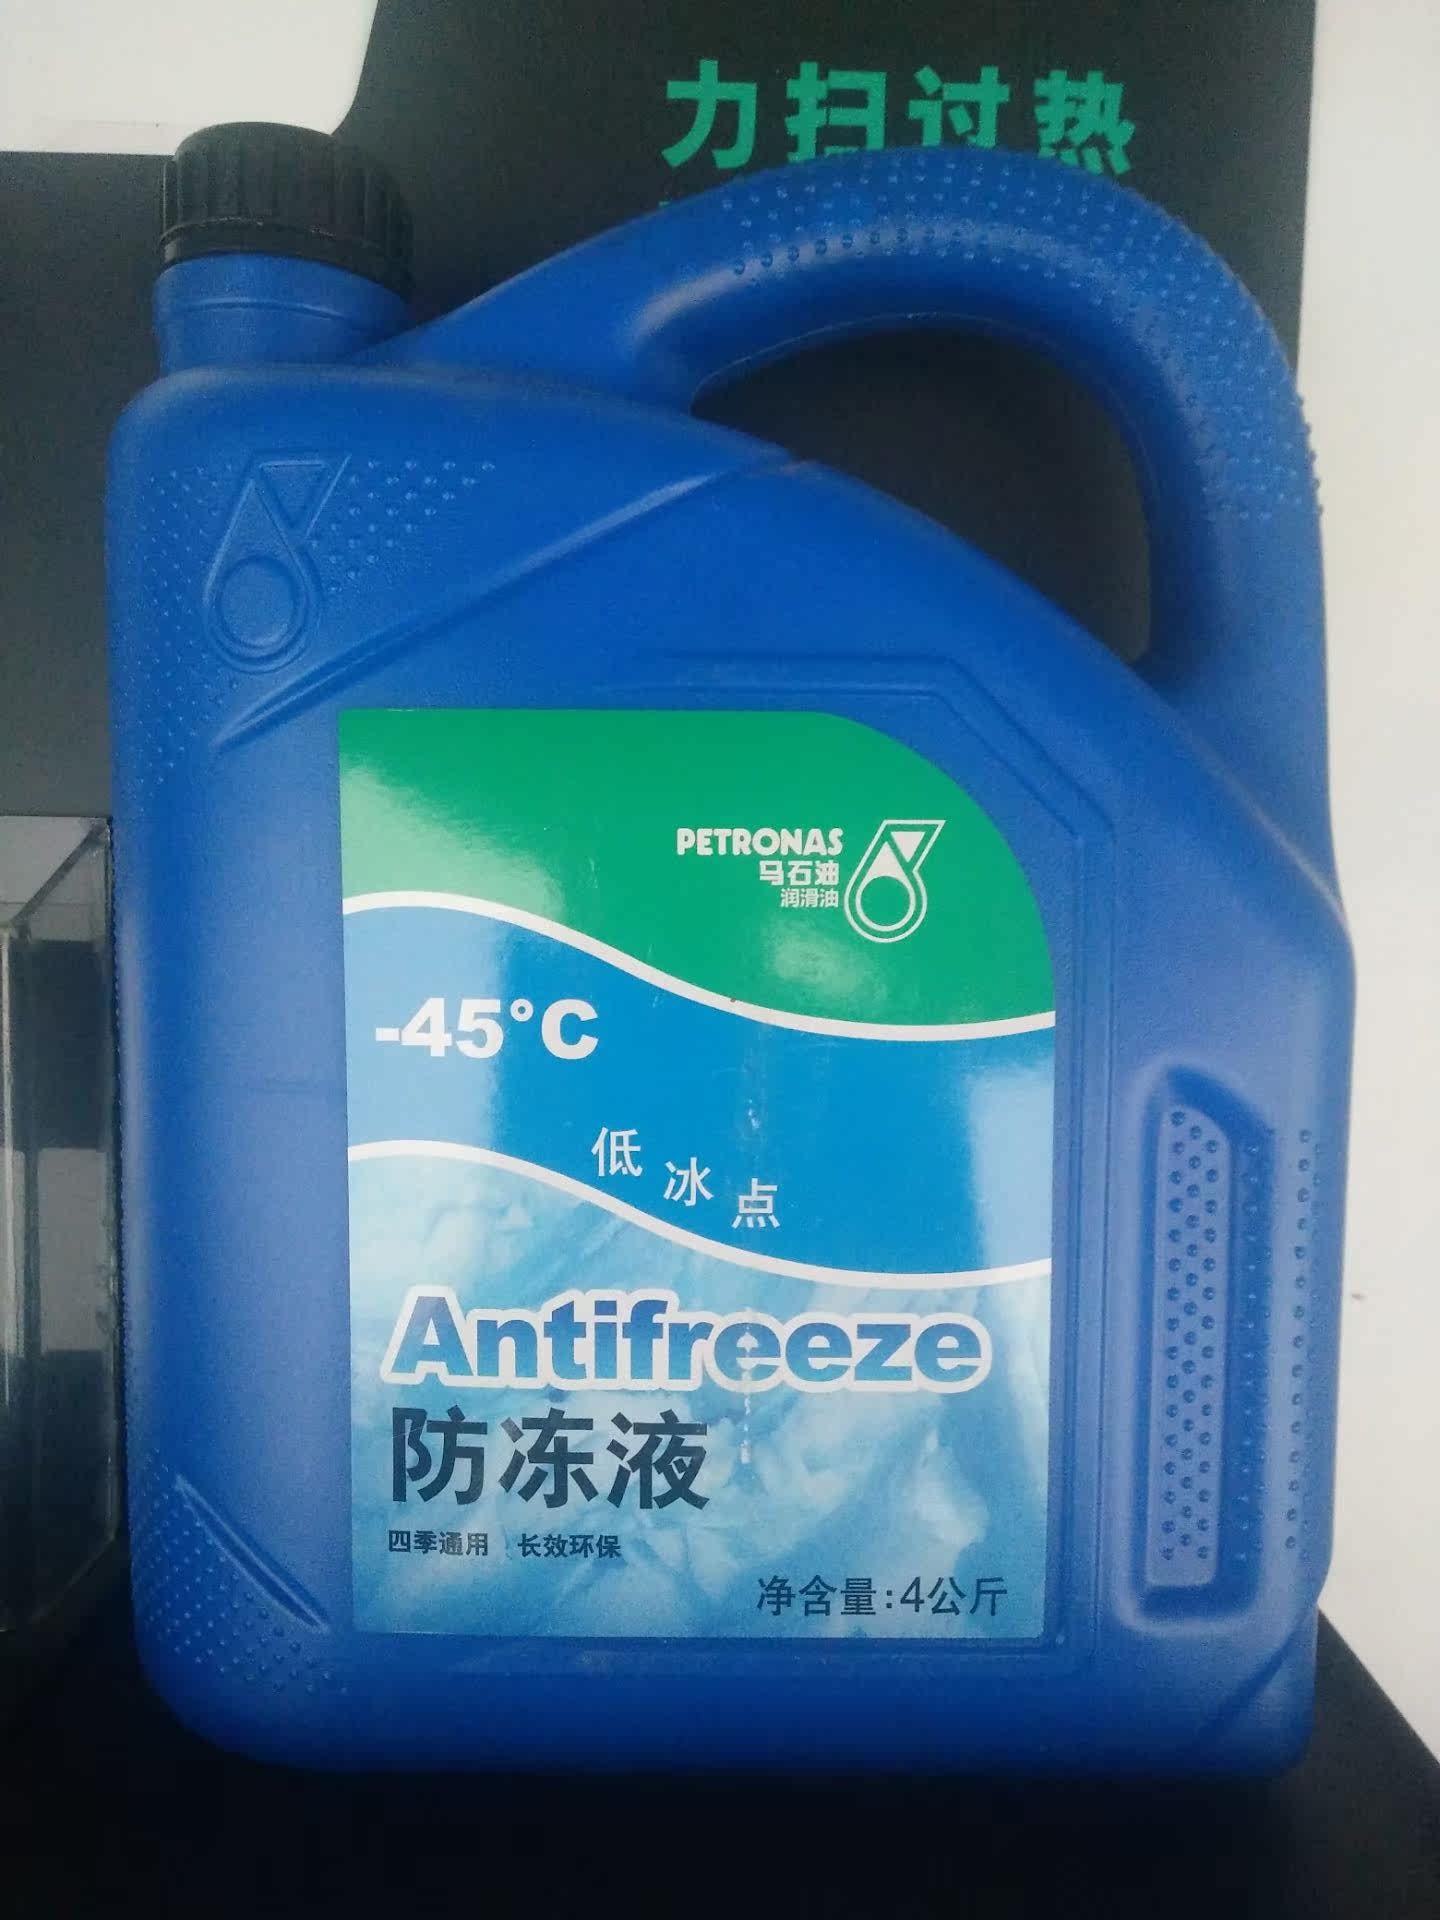 力扫过热
PETRONAS
马石油
润滑油
-45°C
低冰点
Antifreeze
防冻液
四季通用 长效环保
净含量:4公斤